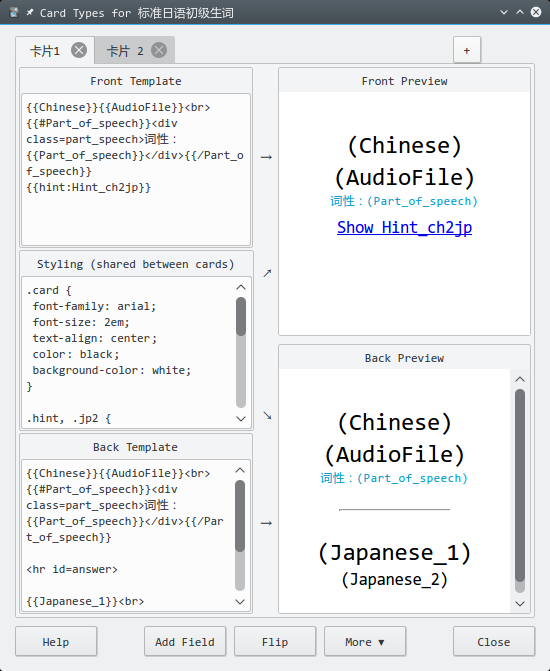 Card Types for 标准日语初级生词
卡片1
卡片 2
+
Front Template
{{Chinese}}{{AudioFile}}<br>
{{#Part_of_speech}}<div
class=part_speech>词性：
{{Part_of_speech}}</div>{{/Part_o
f_speech}}
{{hint:Hint_ch2jp}}
Styling (shared between cards)
.card {
font-family: arial;
font-size: 2em;
text-align: center;
color: black;
background-color: white;
}
.hint, .jp2 {
Back Template
{{Chinese}}{{AudioFile}}<br>
{{#Part_of_speech}}<div
class=part_speech>词性：
{{Part_of_speech}}</div>{{/Par
t_of_speech}}
<hr id=answer>
{{Japanese_1}}<br>
Front Preview
(Chinese)
(AudioFile)
词性：(Part_of_speech)
Show Hint_ch2jp
Back Preview
(Chinese)
(AudioFile)
词性：(Part_of_speech)
(Japanese_1)
(Japanese_2)
Help
Add Field
Flip
More ▼
Close